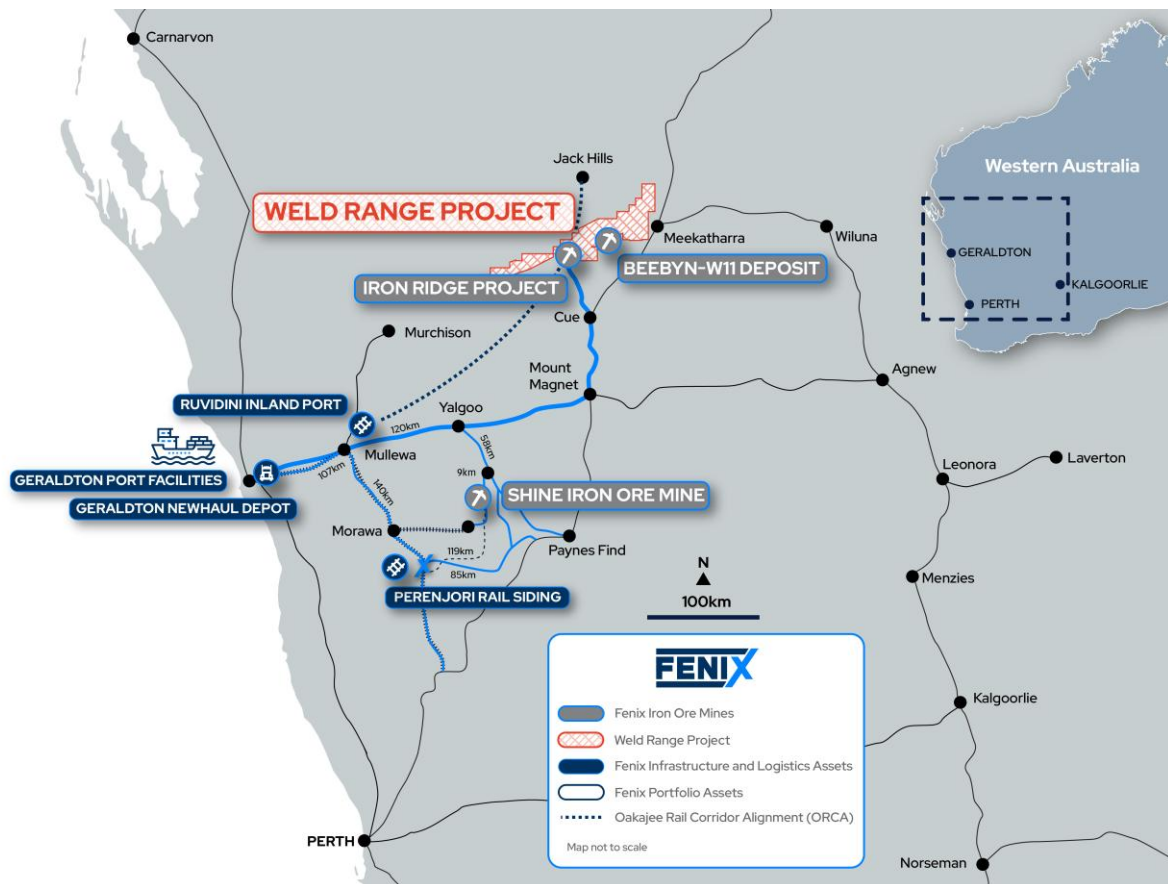 Carnarvon
Jack Hills
WELD RANGE PROJECT
Meekatharra
Wiluna
IRON RIDGE PROJECT
BEEBYN-W11 DEPOSIT
Cue
Murchison
Mount
Magnet
Agnew
RUVIDINI INLAND PORT
Yalgoo
120km
58km
Mullewa
107km
9km
Leonora
Laverton
GERALDTON PORT FACILITIES
140km
SHINE IRON ORE MINE
GERALDTON NEWHAUL DEPOT
Morawa
Paynes Find
119km
85km
PERENJORI RAIL SIDING
Menzies
N
100km
Kalgoorlie
PERTH
Norseman
Western Australia
GERALDTON
KALGOORLIE
PERTH
FENIX
Fenix Iron Ore Mines
Weld Range Project
Fenix Infrastructure and Logistics Assets
Fenix Portfolio Assets
Oakajee Rail Corridor Alignment (ORCA)
Map not to scale